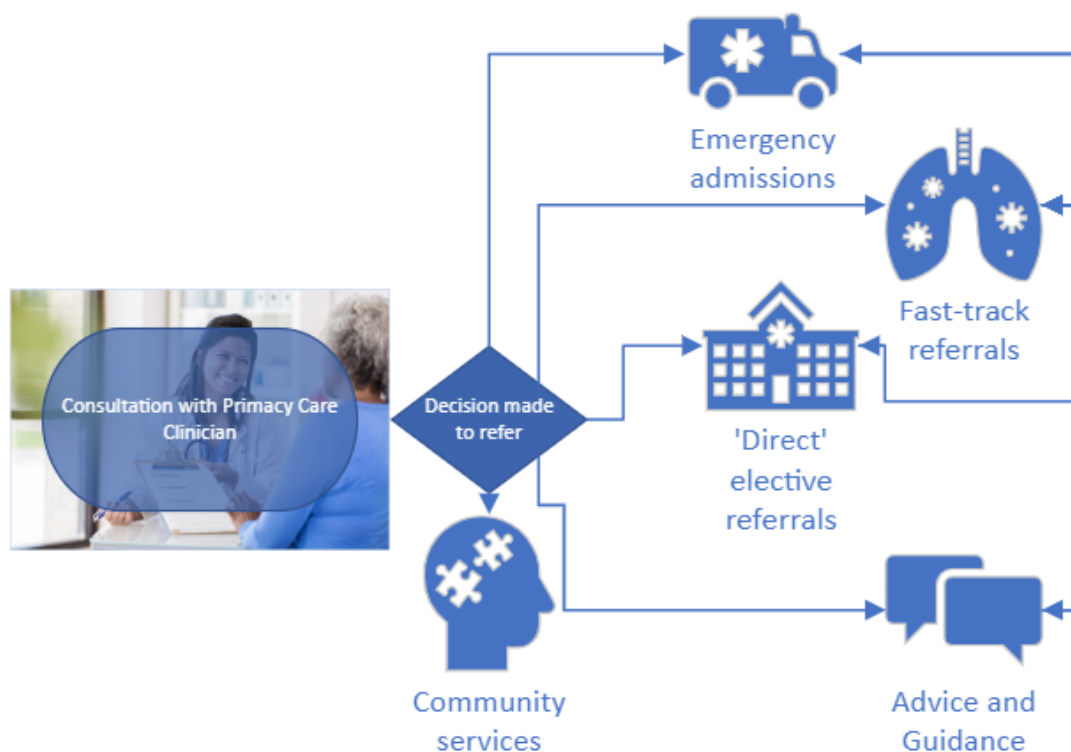 Emergency
admissions
Fast-track
referrals
Consultation with Primacy Care
Clinician
Decision made
to refer
'Direct'
elective
referrals
Community
services
Advice and
Guidance